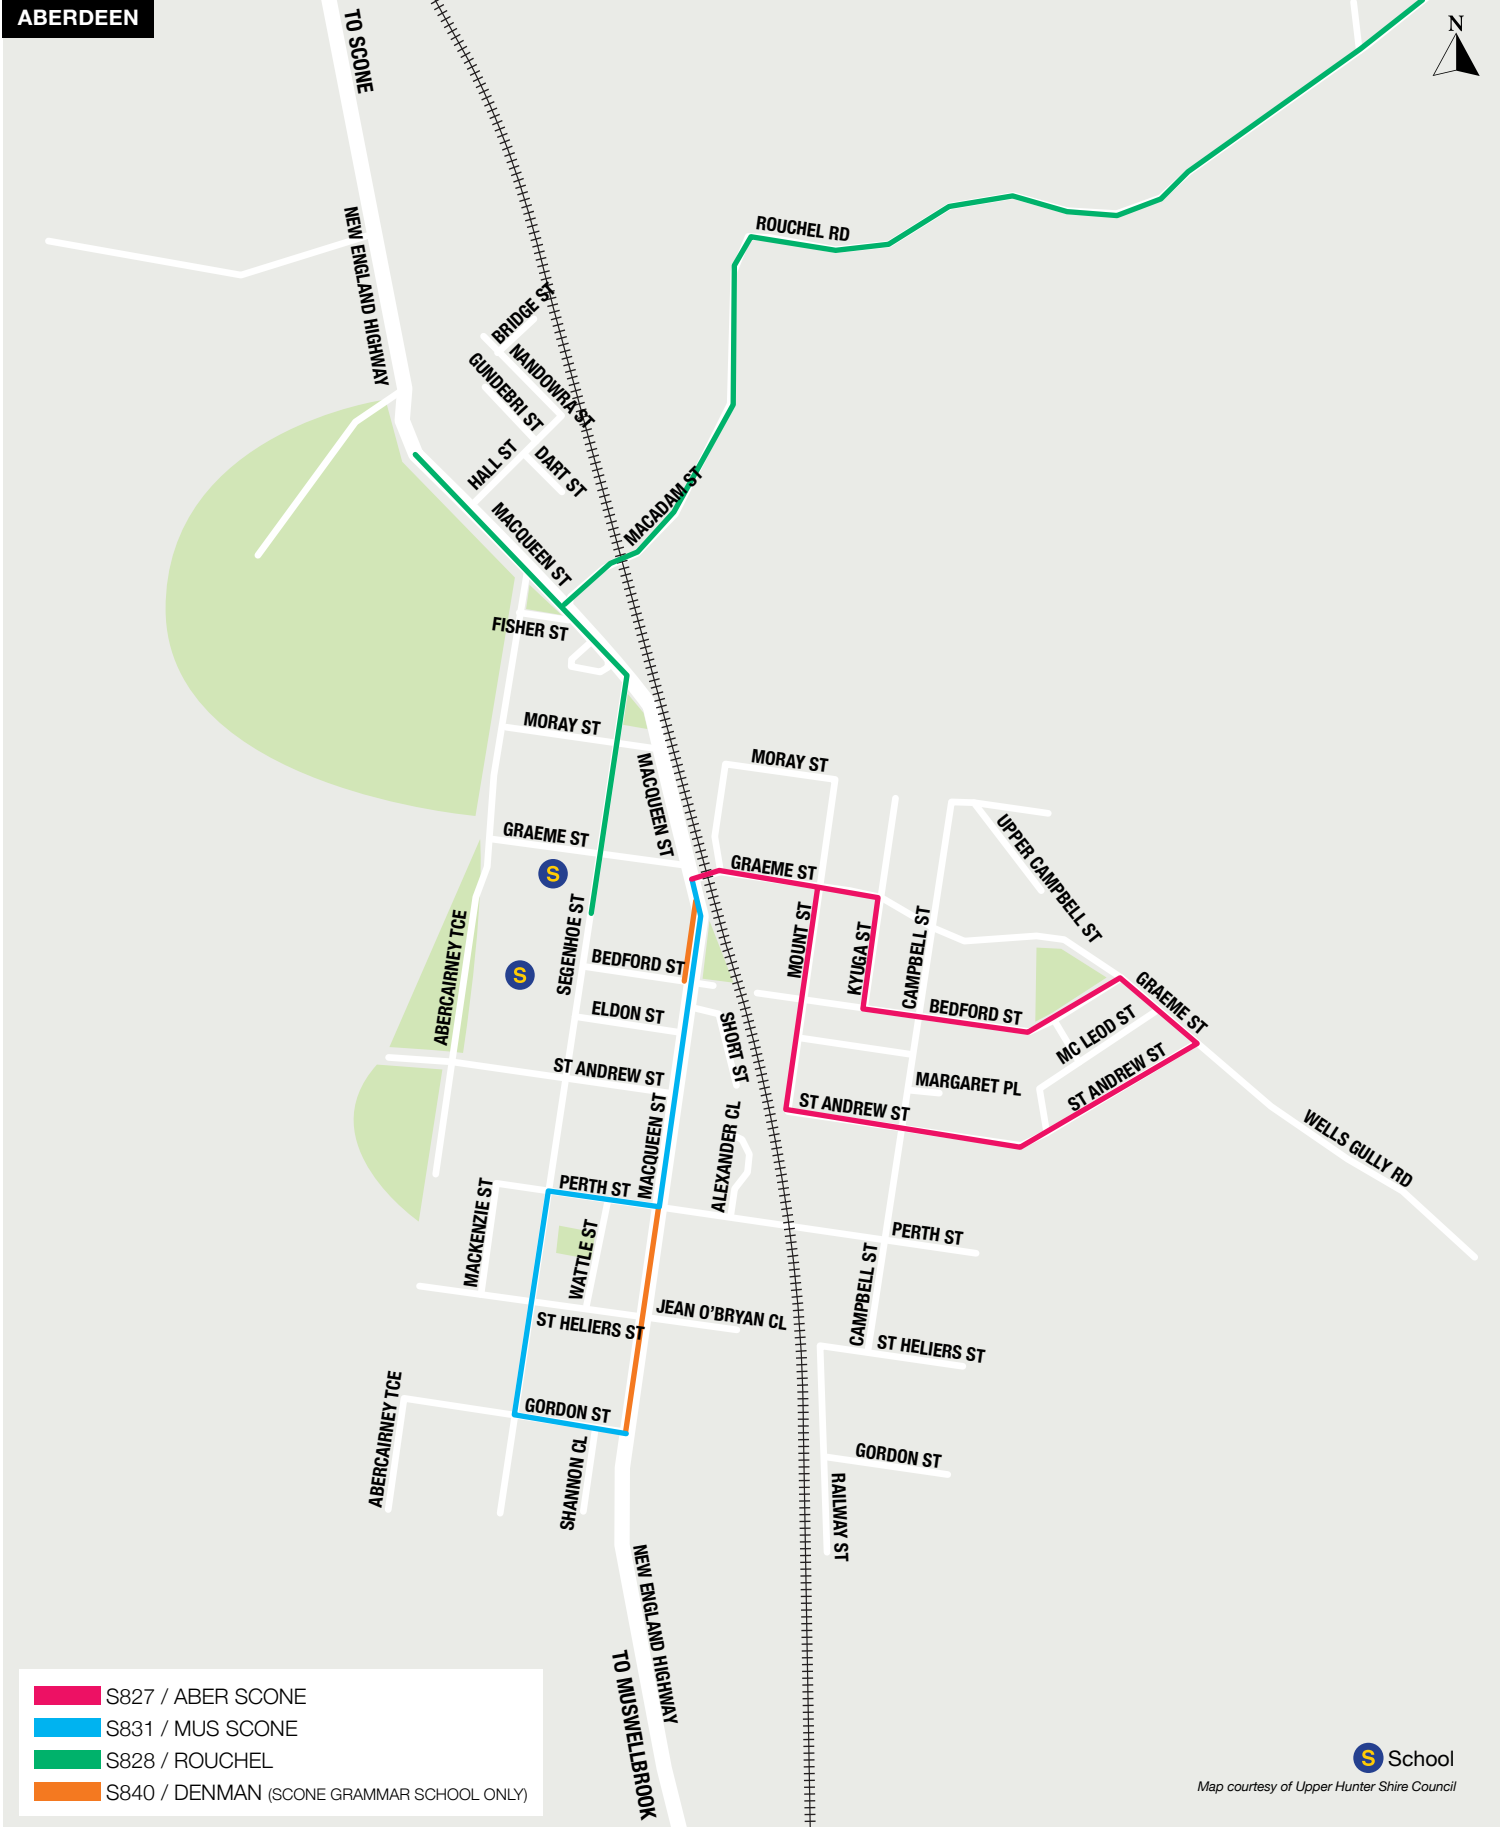 ABERDEEN
N
TO SCONE
NEW ENGLAND HIGHWAY
ROUCHEL RD
BRIDGE ST
NANDOWRA ST
GUNDEBRI ST
HALL ST
DART ST
MACQUEEN ST
MACADAM ST
FISHER ST
MORAY ST
MACQUEEN ST
MORAY ST
GRAEME ST
GRAEME ST
UPPER CAMPBELL ST
S
SEGENHOE ST
MOUNT ST
KYUGA ST
CAMPBELL ST
ABERCAIRNEY TCE
S
BEDFORD ST
BEDFORD ST
GRAEME ST
ELDON ST
SHORT ST
MC LEOD ST
ST ANDREW ST
MARGARET PL
ST ANDREW ST
ST ANDREW ST
MACQUEEN ST
ALEXANDER CL
WELLS GULLY RD
PERTH ST
MACKENZIE ST
WATTLE ST
PERTH ST
CAMPBELL ST
JEAN O'BRYAN CL
ST HELIERS ST
ST HELIERS ST
ABERCAIRNEY TCE
GORDON ST
SHANNON CL
GORDON ST
RAILWAY ST
NEW ENGLAND HIGHWAY
TO MUSWELLBROOK
S827 / ABER SCONE
S831 / MUS SCONE
S828 / ROUCHEL
S840 / DENMAN (SCONE GRAMMAR SCHOOL ONLY)
S School
Map courtesy of Upper Hunter Shire Council